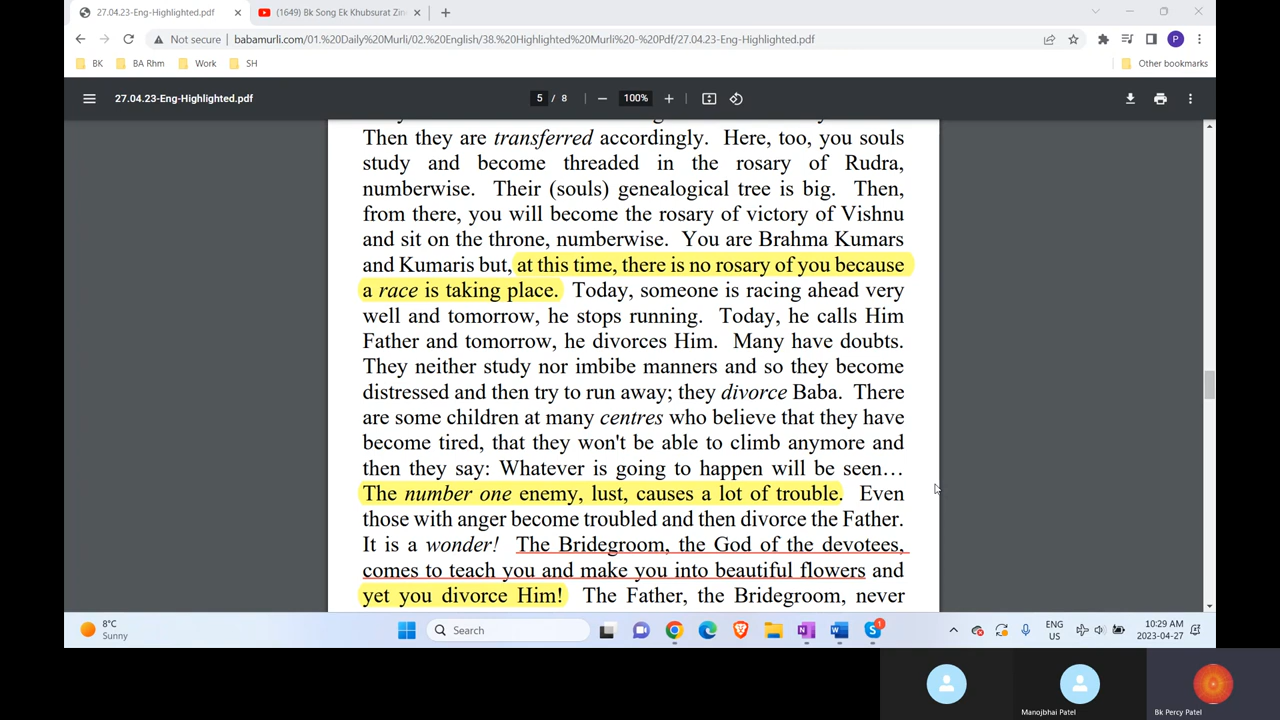 27.04.23-Eng-Highlighted.pdf
(1649) Bk Song Ek Khubsurat Zin
Not secure
babamurli.com/01.%20Daily%20Murli/02.%20English/38.%20Highlighted%20Murli%20-%20Pdf/27.04.23-Eng-Highlighted.pdf
P
BK
BA Rhm
Work
SH
Other bookmarks
27.04.23-Eng-Highlighted.pdf
5 / 8
100%
Then they are transferred accordingly. Here, too, you souls
study and become threaded in the rosary of Rudra,
numberwise. Their (souls) genealogical tree is big. Then,
from there, you will become the rosary of victory of Vishnu
and sit on the throne, numberwise. You are Brahma Kumars
and Kumaris but, at this time, there is no rosary of you because
a race is taking place. Today, someone is racing ahead very
well and tomorrow, he stops running. Today, he calls Him
Father and tomorrow, he divorces Him. Many have doubts.
They neither study nor imbibe manners and so they become
distressed and then try to run away; they divorce Baba. There
are some children at many centres who believe that they have
become tired, that they won't be able to climb anymore and
then they say: Whatever is going to happen will be seen…
The number one enemy, lust, causes a lot of trouble. Even
those with anger become troubled and then divorce the Father.
It is a wonder! The Bridegroom, the God of the devotees,
comes to teach you and make you into beautiful flowers and
yet you divorce Him! The Father, the Bridegroom, never
8°C
Sunny
Search
1
ENG
US
10:29 AM
2023-04-27
Manojbhai Patel
Bk Percy Patel